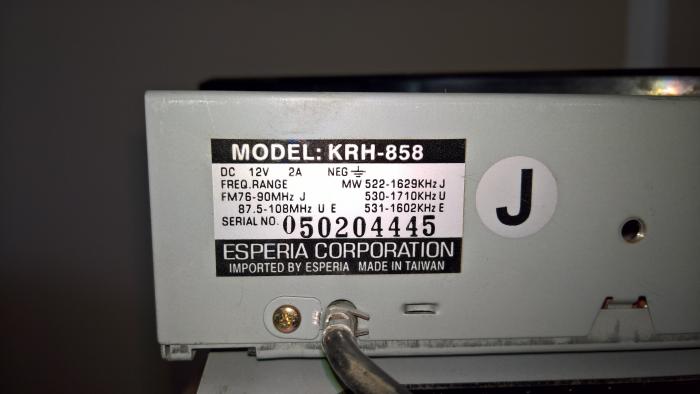 MODEL: KRH-858
DC 12V 2A NEG ⏚
FREQ.RANGE MW 522-1629KHz J
FM76-90MHz J 530-1710KHz U
87.5-108MHz U E 531-1602KHz E
SERIAL NO. 050204445
ESPERIA CORPORATION
IMPORTED BY ESPERIA MADE IN TAIWAN
J